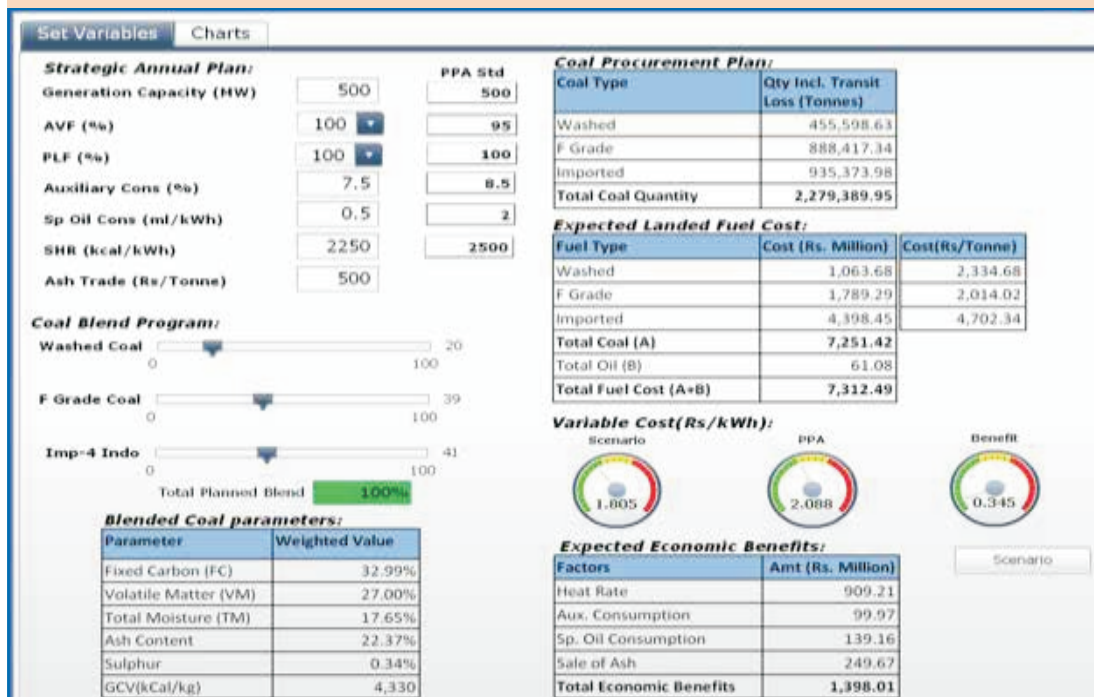 Set Variables Charts
Strategic Annual Plan:
PPA Std
Generation Capacity (MW) 500 500
AVF (%) 100 95
PLF (%) 100 100
Auxiliary Cons (%) 7.5 8.5
Sp Oil Cons (ml/kWh) 0.5 2
SHR (kcal/kWh) 2250 2500
Ash Trade (Rs/Tonne) 500
Coal Blend Program:
Washed Coal 20
0 100
F Grade Coal 39
0 100
Imp-4 Indo 41
0 100
Total Planned Blend 100%
Blended Coal parameters:
Parameter Weighted Value
Fixed Carbon (FC) 32.99%
Volatile Matter (VM) 27.00%
Total Moisture (TM) 17.65%
Ash Content 22.37%
Sulphur 0.34%
GCV(kCal/kg) 4,330
Coal Procurement Plan:
Coal Type Qty Incl. Transit
Loss (Tonnes)
Washed 455,598.63
F Grade 888,417.34
Imported 935,373.98
Total Coal Quantity 2,279,389.95
Expected Landed Fuel Cost:
Fuel Type Cost (Rs. Million) Cost(Rs/Tonne)
Washed 1,063.68 2,334.68
F Grade 1,789.29 2,014.02
Imported 4,398.45 4,702.34
Total Coal (A) 7,251.42
Total Oil (B) 61.08
Total Fuel Cost (A+B) 7,312.49
Variable Cost(Rs/kWh):
Scenario PPA Benefit
1.805 2.088 0.345
Expected Economic Benefits:
Factors Amt (Rs. Million)
Scenario
Heat Rate 909.21
Aux. Consumption 99.97
Sp. Oil Consumption 139.16
Sale of Ash 249.67
Total Economic Benefits 1,398.01